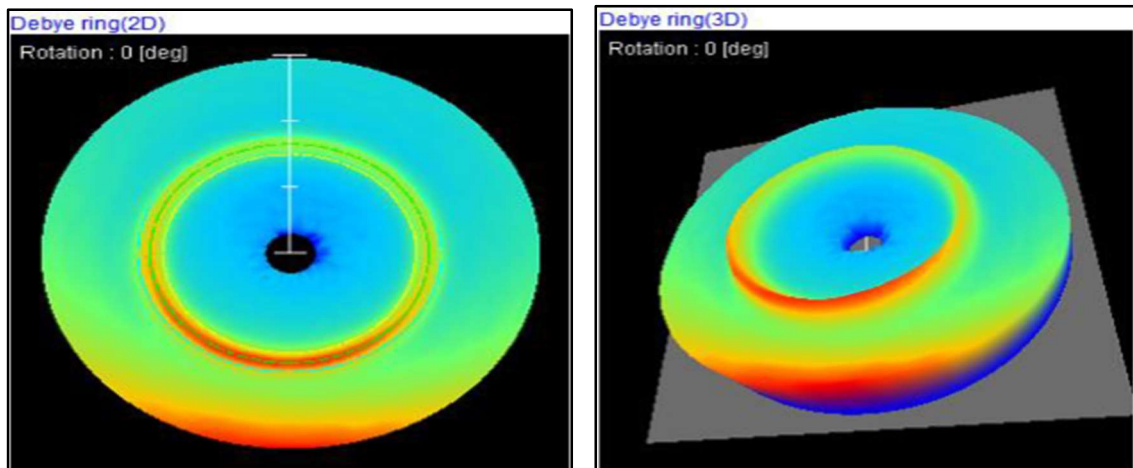 Debye ring(2D)
Rotation : 0 [deg]
Debye ring(3D)
Rotation : 0 [deg]